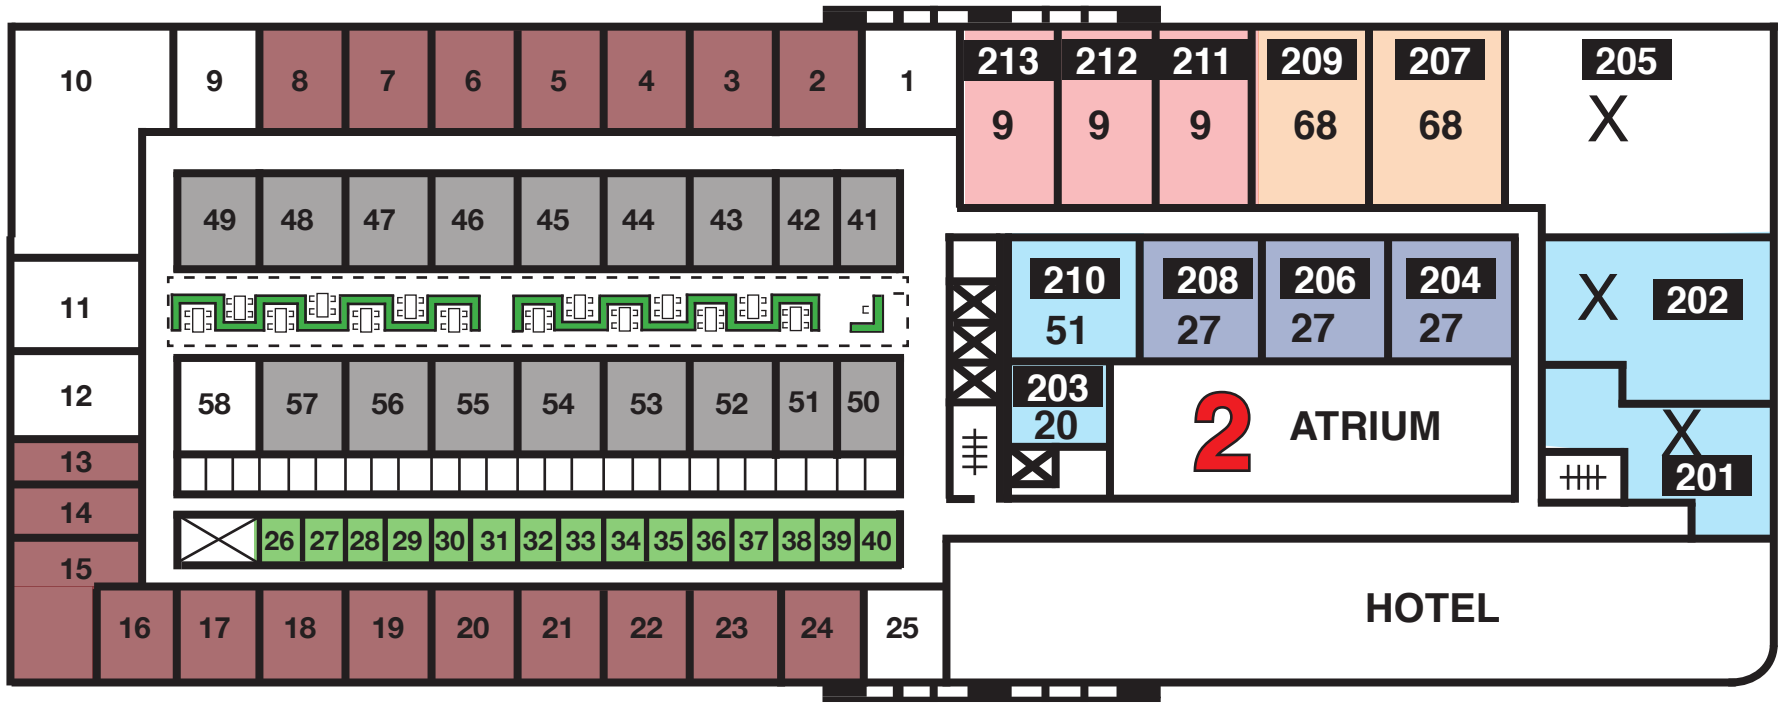 10 9 8 7 6 5 4 3 2 1
213 212 211 209 207 205
9 9 9 68 68 X
49 48 47 46 45 44 43 42 41
210 208 206 204
51 27 27 27
X 202
11
12
58 57 56 55 54 53 52 51 50
203
20
2 ATRIUM
X
201
13
14
15
26 27 28 29 30 31 32 33 34 35 36 37 38 39 40
16 17 18 19 20 21 22 23 24 25
HOTEL